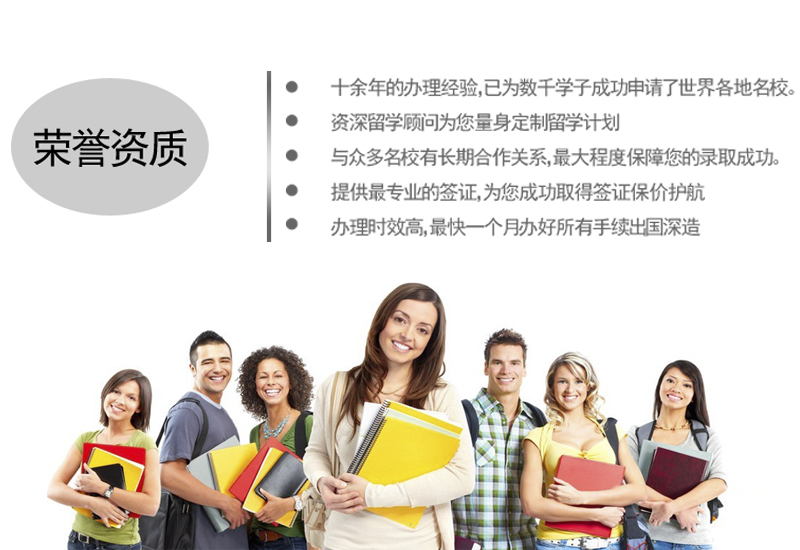 荣誉资质
十余年的办理经验,已为数千学子成功申请了世界各地名校。
资深留学顾问为您量身定制留学计划
与众多名校有长期合作关系,最大程度保障您的录取成功。
提供最专业的签证,为您成功取得签证保价护航
办理时效高,最快一个月办好所有手续出国深造